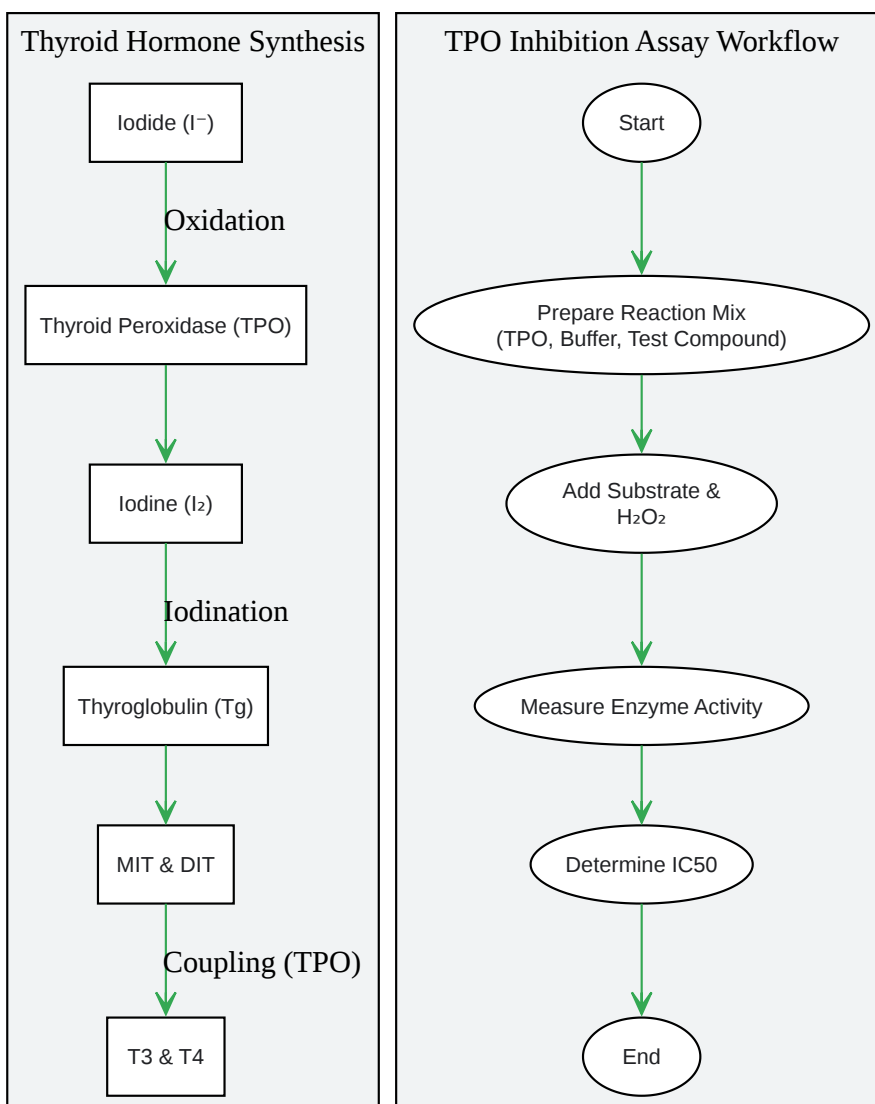 Thyroid Hormone Synthesis
Iodide (I⁻)
Oxidation
Thyroid Peroxidase (TPO)
Iodine (I₂)
Iodination
Thyroglobulin (Tg)
MIT & DIT
Coupling (TPO)
T3 & T4
TPO Inhibition Assay Workflow
Start
Prepare Reaction Mix
(TPO, Buffer, Test Compound)
Add Substrate &
H₂O₂
Measure Enzyme Activity
Determine IC50
End